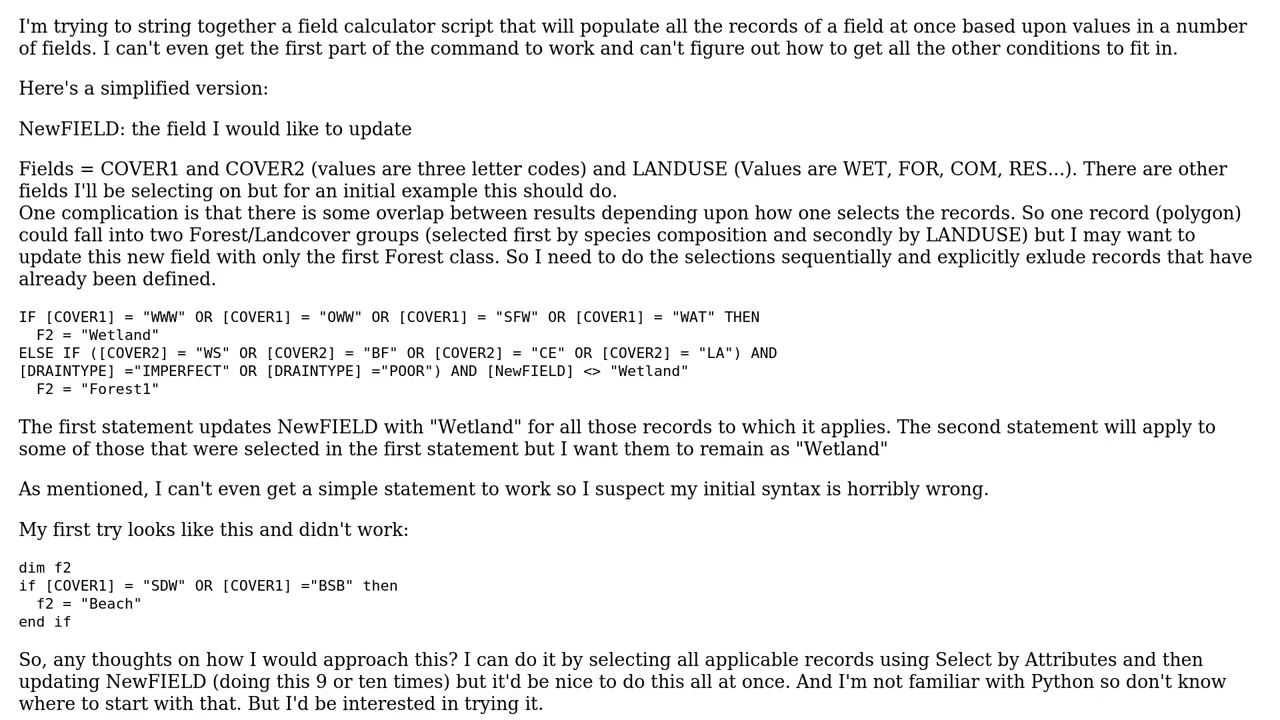 I'm trying to string together a field calculator script that will populate all the records of a field at once based upon values in a number
of fields. I can't even get the first part of the command to work and can't figure out how to get all the other conditions to fit in.
Here's a simplified version:
NewFIELD: the field I would like to update
Fields = COVER1 and COVER2 (values are three letter codes) and LANDUSE (Values are WET, FOR, COM, RES...). There are other
fields I'll be selecting on but for an initial example this should do.
One complication is that there is some overlap between results depending upon how one selects the records. So one record (polygon)
could fall into two Forest/Landcover groups (selected first by species composition and secondly by LANDUSE) but I may want to
update this new field with only the first Forest class. So I need to do the selections sequentially and explicitly exlude records that have
already been defined.
IF [COVER1] = "WWW" OR [COVER1] = "OWW" OR [COVER1] = "SFW" OR [COVER1] = "WAT" THEN
  F2 = "Wetland"
ELSE IF ([COVER2] = "WS" OR [COVER2] = "BF" OR [COVER2] = "CE" OR [COVER2] = "LA") AND
[DRAINTYPE] ="IMPERFECT" OR [DRAINTYPE] ="POOR") AND [NewFIELD] <> "Wetland"
  F2 = "Forest1"
The first statement updates NewFIELD with "Wetland" for all those records to which it applies. The second statement will apply to
some of those that were selected in the first statement but I want them to remain as "Wetland"
As mentioned, I can't even get a simple statement to work so I suspect my initial syntax is horribly wrong.
My first try looks like this and didn't work:
dim f2
if [COVER1] = "SDW" OR [COVER1] ="BSB" then
  f2 = "Beach"
end if
So, any thoughts on how I would approach this? I can do it by selecting all applicable records using Select by Attributes and then
updating NewFIELD (doing this 9 or ten times) but it'd be nice to do this all at once. And I'm not familiar with Python so don't know
where to start with that. But I'd be interested in trying it.